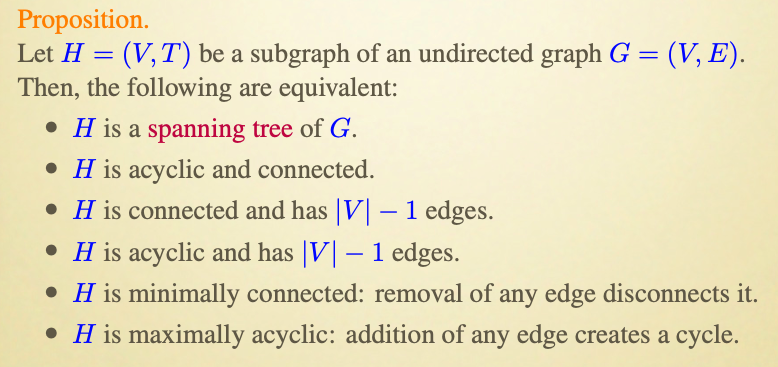 Proposition.
Let H = (V, T) be a subgraph of an undirected graph G = (V, E).
Then, the following are equivalent:
• H is a spanning tree of G.
• H is acyclic and connected.
• H is connected and has |V| − 1 edges.
• H is acyclic and has |V| − 1 edges.
• H is minimally connected: removal of any edge disconnects it.
• H is maximally acyclic: addition of any edge creates a cycle.